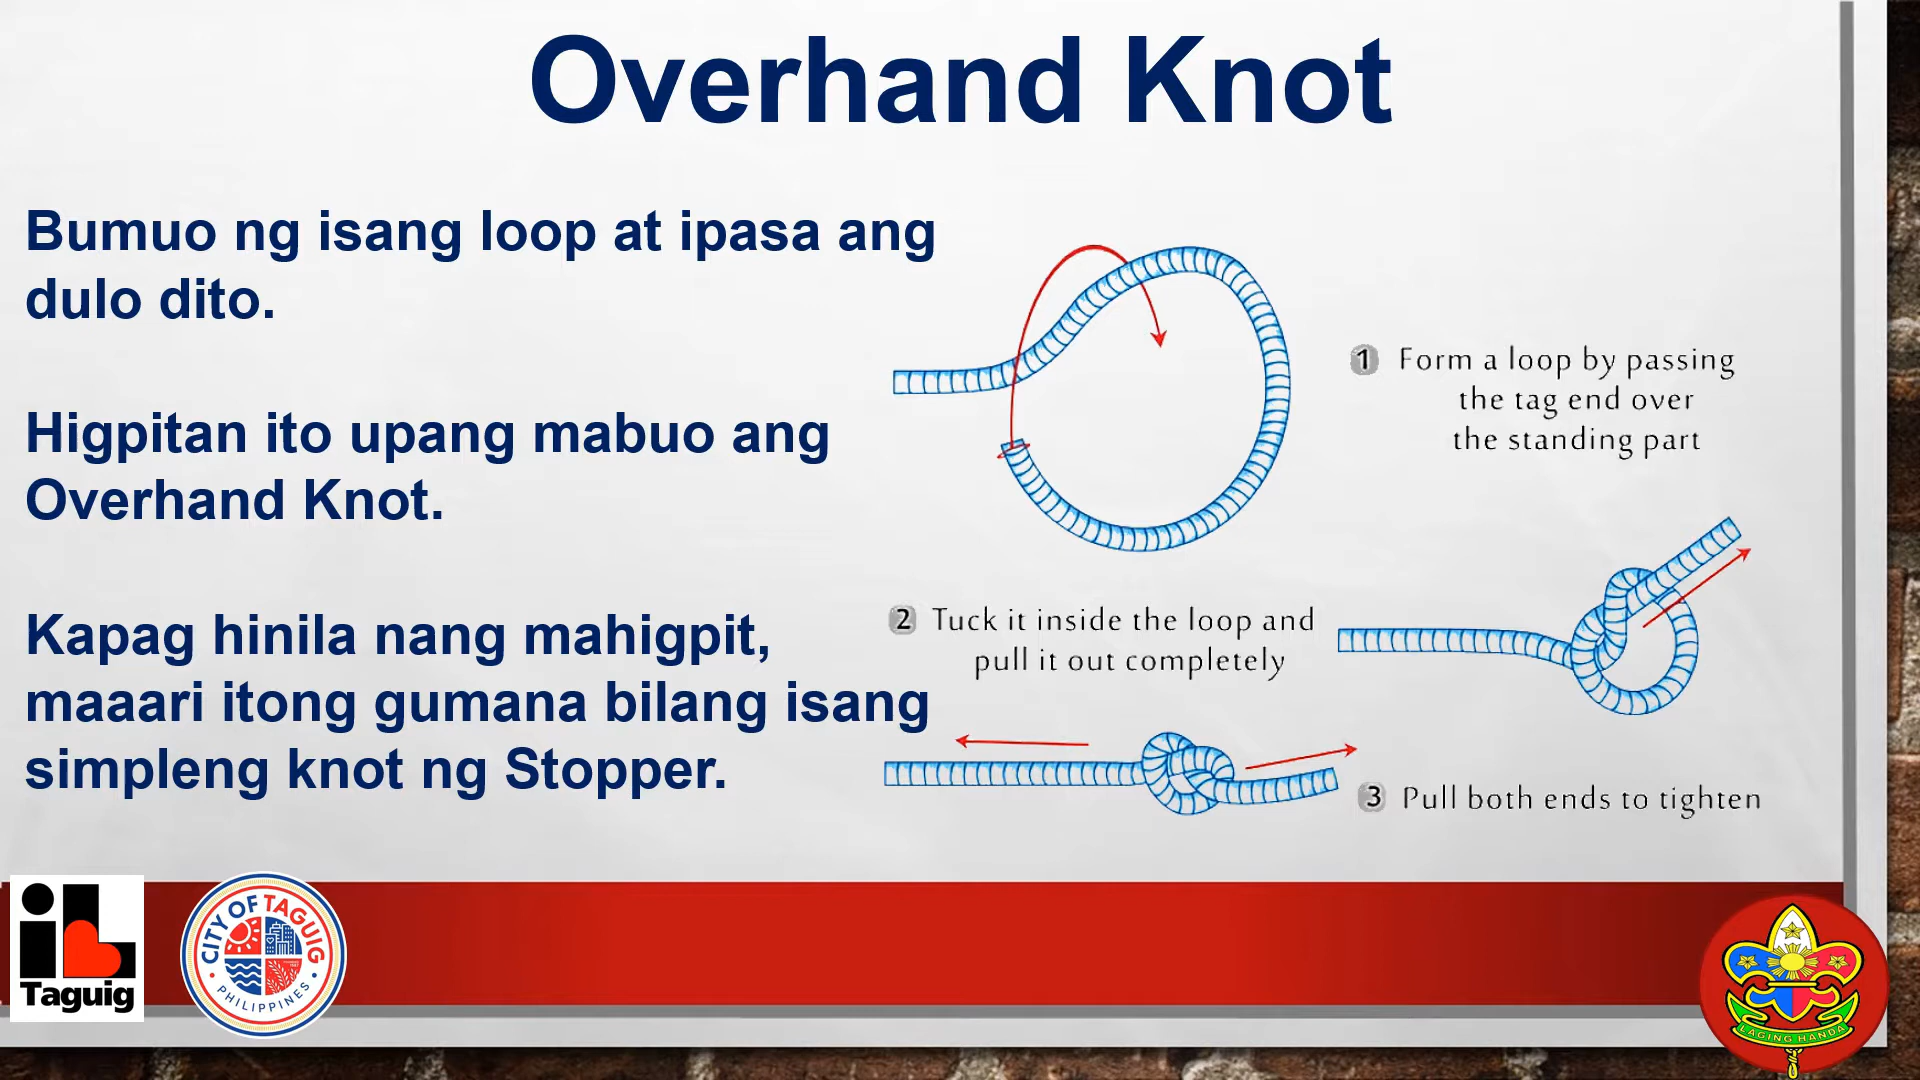 Overhand Knot
Bumuo ng isang loop at ipasa ang
dulo dito.
Higpitan ito upang mabuo ang
Overhand Knot.
Kapag hinila nang mahigpit,
maaari itong gumana bilang isang
simpleng knot ng Stopper.
1 Form a loop by passing
the tag end over
the standing part
2 Tuck it inside the loop and
pull it out completely
3 Pull both ends to tighten
iL
Taguig
CITY OF TAGUIG
PHILIPPINES
LAGING HANDA